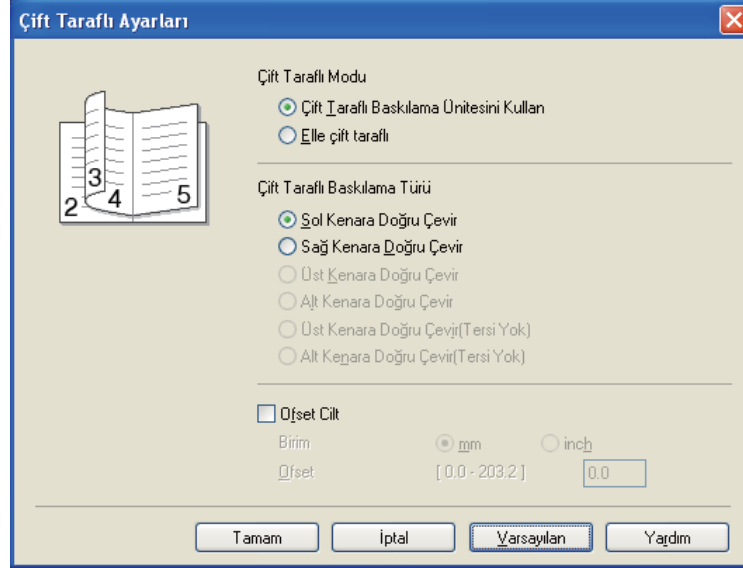 Çift Taraflı Ayarları
Çift Taraflı Modu
Çift Taraflı Baskılama Ünitesini Kullan
Elle çift taraflı
2 3 4 5
Çift Taraflı Baskılama Türü
Sol Kenara Doğru Çevir
Sağ Kenara Doğru Çevir
Üst Kenara Doğru Çevir
Alt Kenara Doğru Çevir
Üst Kenara Doğru Çevir(Tersi Yok)
Alt Kenara Doğru Çevir(Tersi Yok)
Ofset Cilt
Birim mm inch
Ofset [ 0.0 - 203.2 ] 0.0
Tamam İptal Varsayılan Yardım